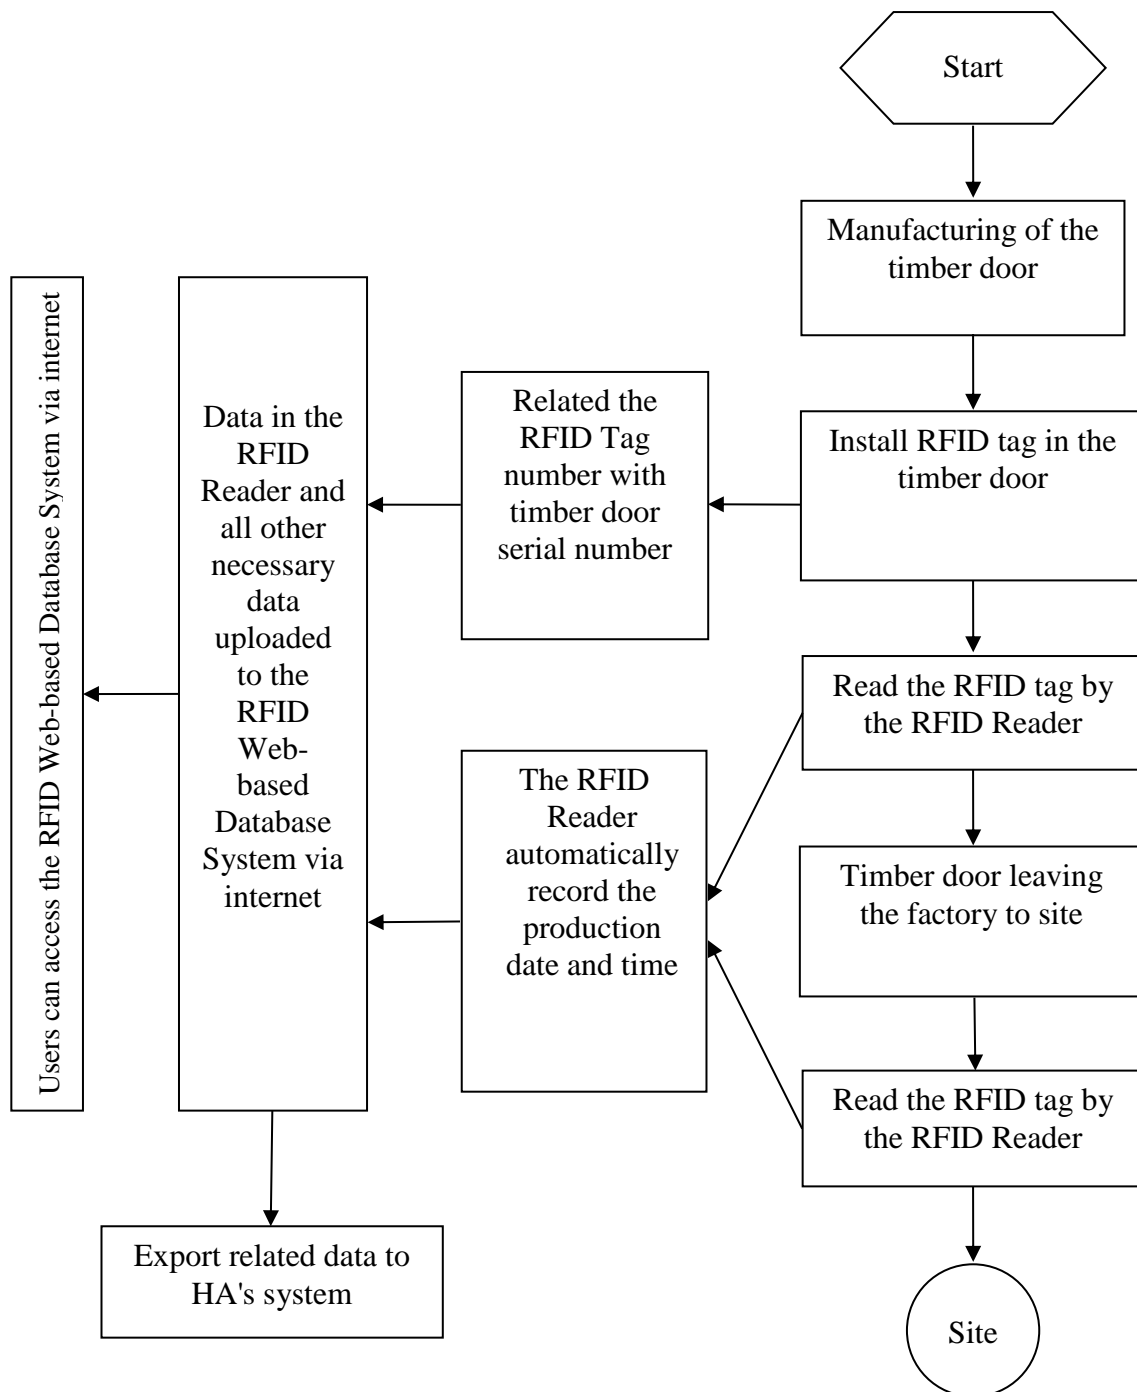 Start
Manufacturing of the
timber door
Install RFID tag in the
timber door
Related the
RFID Tag
number with
timber door
serial number
Data in the
RFID
Reader and
all other
necessary
data
uploaded
to the
RFID
Web-
based
Database
System via
internet
Users can access the RFID Web-based Database System via internet
Read the RFID tag by
the RFID Reader
The RFID
Reader
automatically
record the
production
date and time
Timber door leaving
the factory to site
Read the RFID tag by
the RFID Reader
Export related data to
HA's system
Site